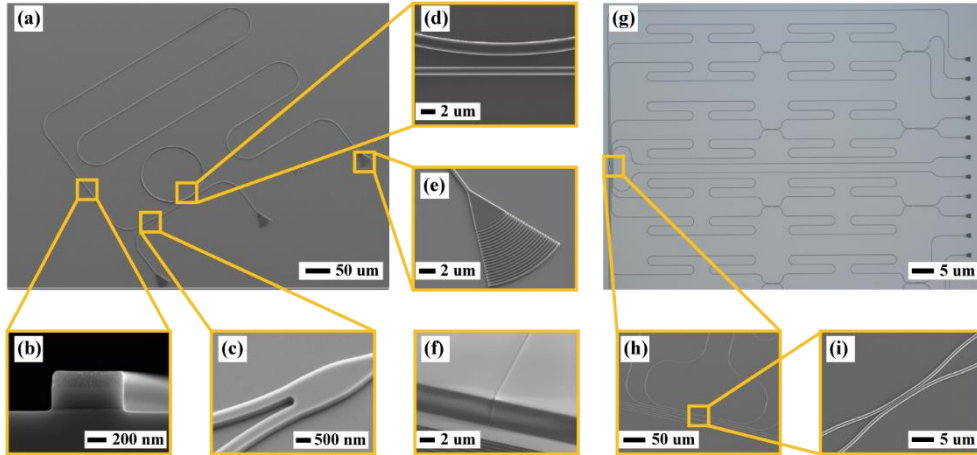 (a)
50 um
(b)
200 nm
(c)
500 nm
(d)
2 um
(e)
2 um
(f)
2 um
(g)
5 um
(h)
50 um
(i)
5 um